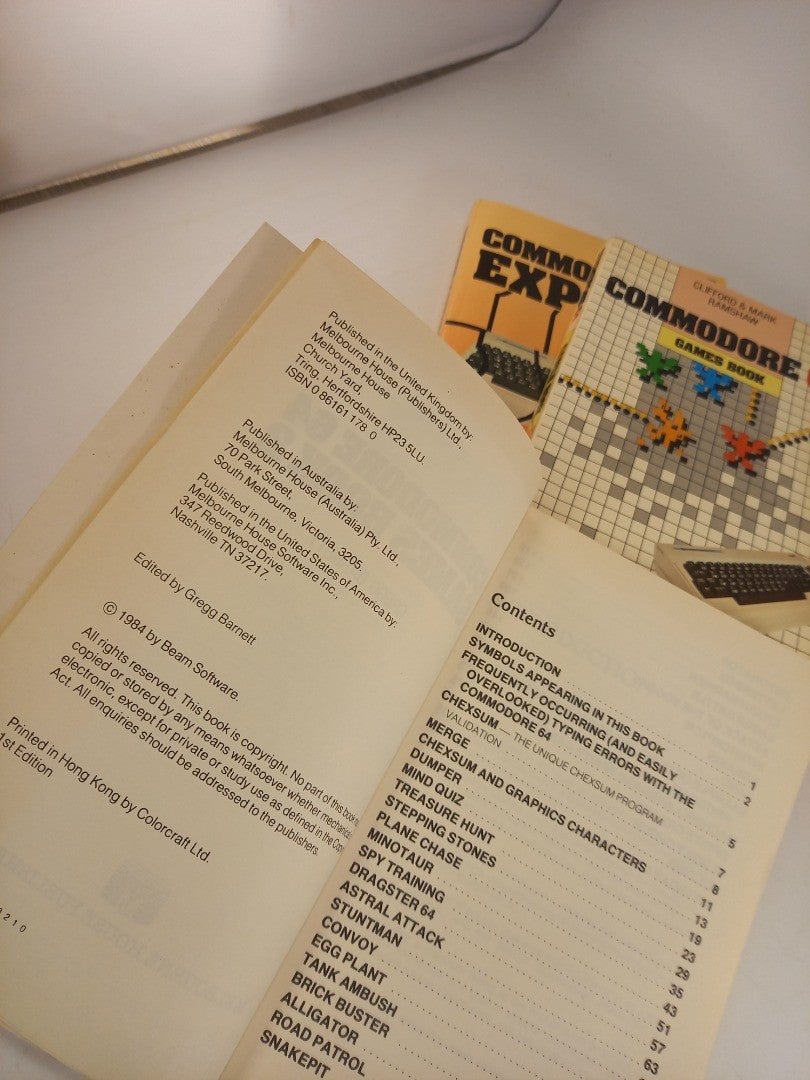 Published in the United Kingdom by:
Melbourne House (Publishers) Ltd.,
Melbourne House
Church Yard,
Tring, Hertfordshire HP23 5LU.
ISBN 0 86161 178 0
Published in Australia by:
Melbourne House (Australia) Pty. Ltd.,
70 Park Street,
South Melbourne, Victoria, 3205.
Published in the United States of America by:
Melbourne House Software Inc.,
347 Reedwood Drive,
Nashville TN 37217.
Edited by Gregg Barnett
© 1984 by Beam Software.
All rights reserved. This book is copyright. No part of this book
copied or stored by any means whatsoever whether mechanical
electronic, except for private or study use as defined in the
Act. All enquiries should be addressed to the publishers.
Printed in Hong Kong by Colorcraft Ltd.
1st Edition
2 1 0
COMMO
EXP
CLIFFORD & MARK
RAMSHAW
COMMODORE
GAMES BOOK
Contents
INTRODUCTION 1
SYMBOLS APPEARING IN THIS BOOK 2
FREQUENTLY OCCURRING (AND EASILY
OVERLOOKED) TYPING ERRORS WITH THE
COMMODORE 64 5
CHEXSUM — THE UNIQUE CHEXSUM PROGRAM
VALIDATION 7
MERGE 8
CHEXSUM AND GRAPHICS CHARACTERS 11
DUMPER 13
MIND QUIZ 19
TREASURE HUNT 23
STEPPING STONES 29
PLANE CHASE 35
MINOTAUR 43
SPY TRAINING 51
DRAGSTER 64 57
ASTRAL ATTACK 63
STUNTMAN
CONVOY
EGG PLANT
TANK AMBUSH
BRICK BUSTER
ALLIGATOR
ROAD PATROL
SNAKEPIT